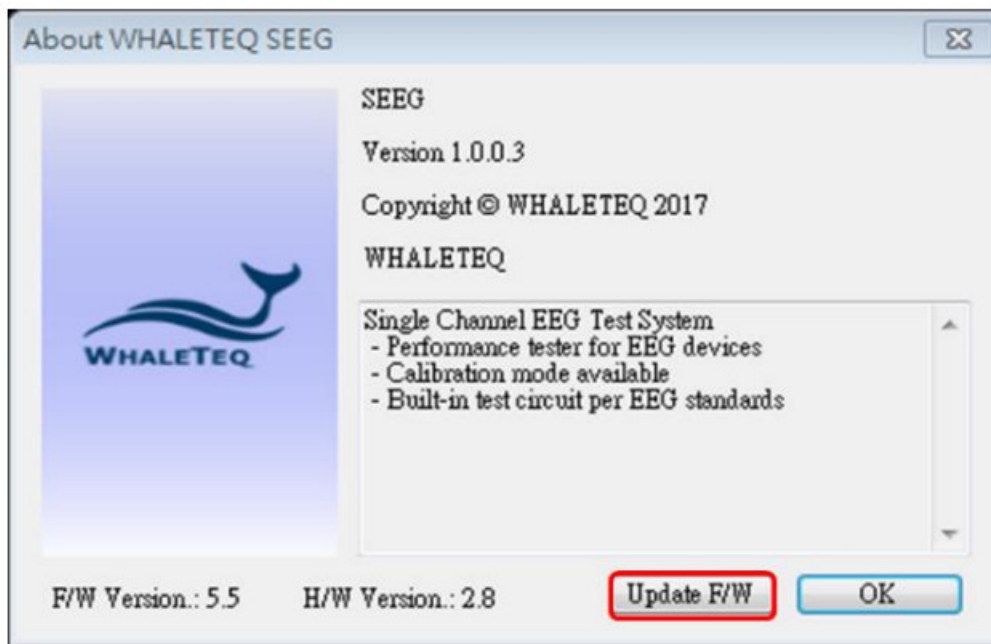 About WHALETEQ SEEG
SEEG
Version 1.0.0.3
Copyright © WHALETEQ 2017
WHALETEQ
WHALETEQ
Single Channel EEG Test System
- Performance tester for EEG devices
- Calibration mode available
- Built-in test circuit per EEG standards
F/W Version.: 5.5 H/W Version.: 2.8 Update F/W OK